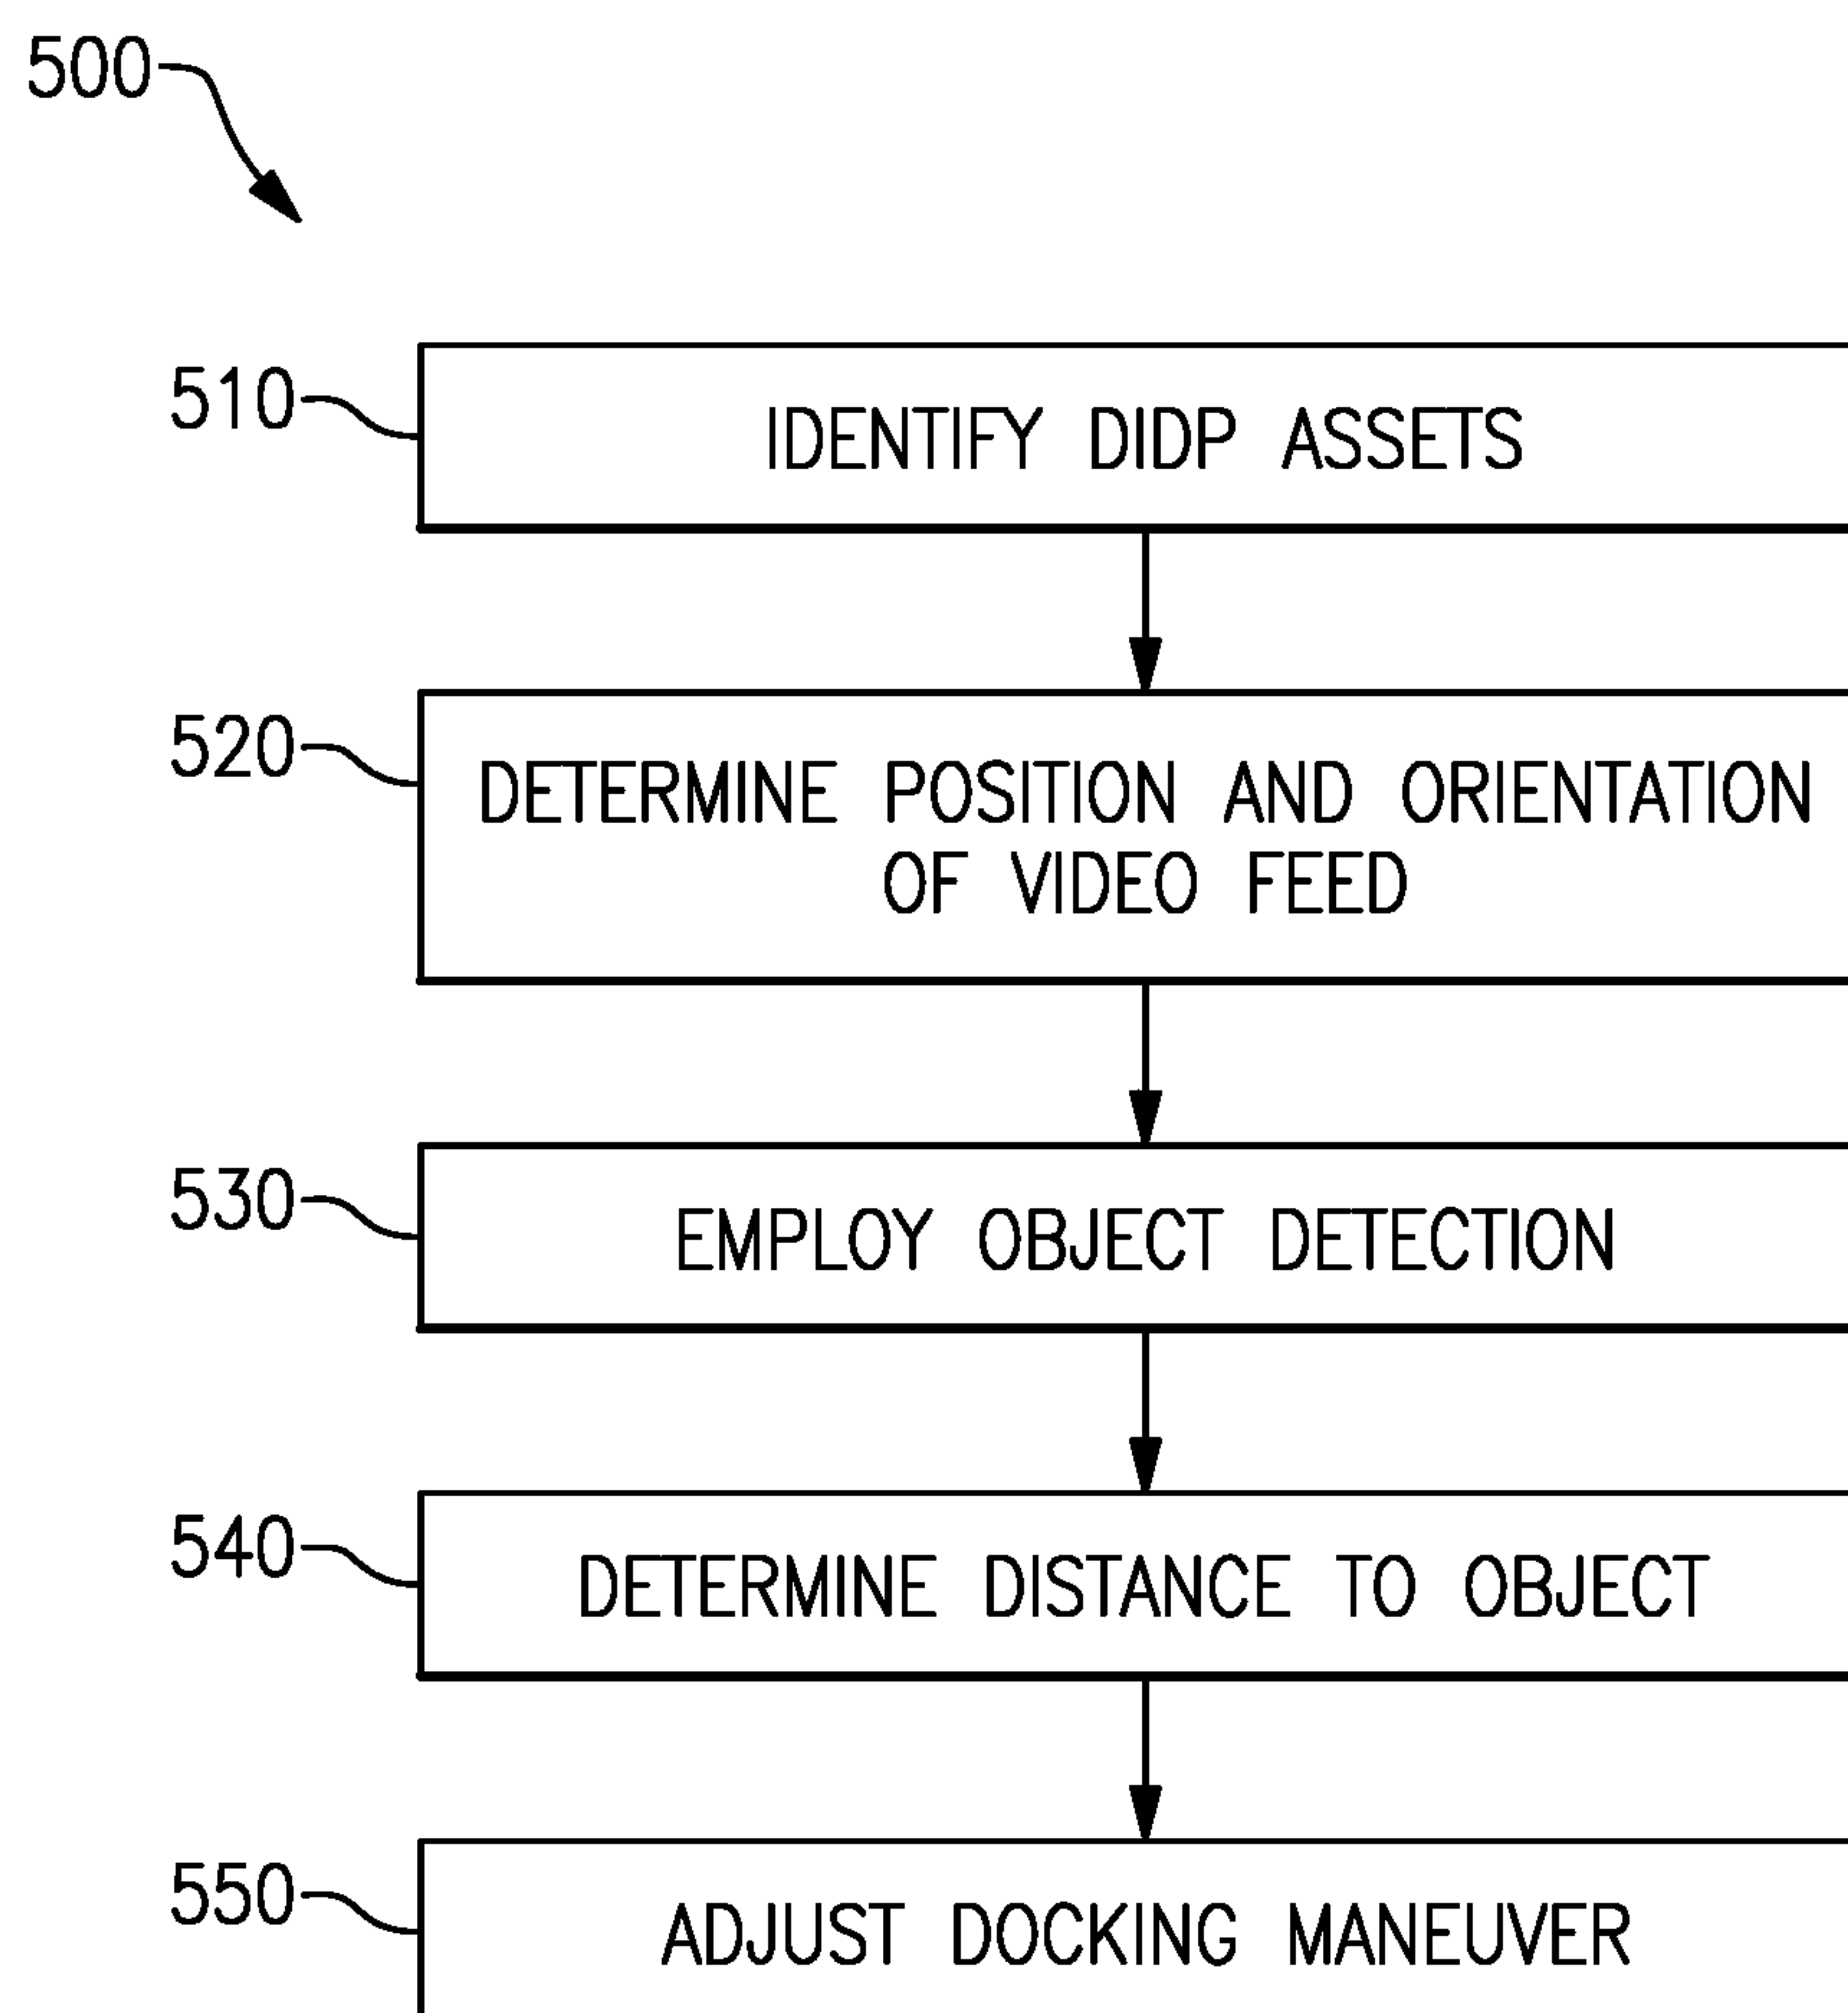 500
510
IDENTIFY DIDP ASSETS
520
DETERMINE POSITION AND ORIENTATION
OF VIDEO FEED
530
EMPLOY OBJECT DETECTION
540
DETERMINE DISTANCE TO OBJECT
550
ADJUST DOCKING MANEUVER